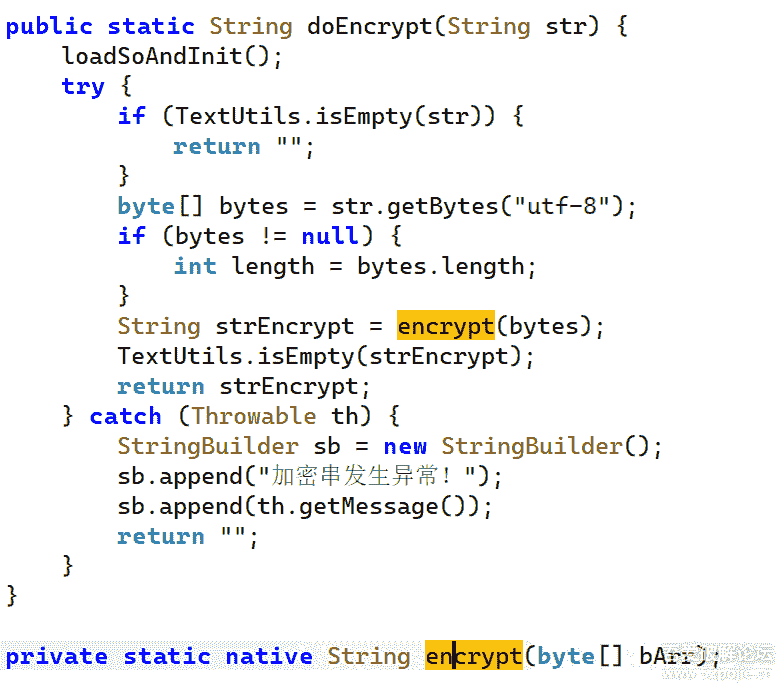 public static String doEncrypt(String str) {
    loadSoAndInit();
    try {
        if (TextUtils.isEmpty(str)) {
            return "";
        }
        byte[] bytes = str.getBytes("utf-8");
        if (bytes != null) {
            int length = bytes.length;
        }
        String strEncrypt = encrypt(bytes);
        TextUtils.isEmpty(strEncrypt);
        return strEncrypt;
    } catch (Throwable th) {
        StringBuilder sb = new StringBuilder();
        sb.append("加密串发生异常！");
        sb.append(th.getMessage());
        return "";
    }
}
private static native String encrypt(byte[] bArr);